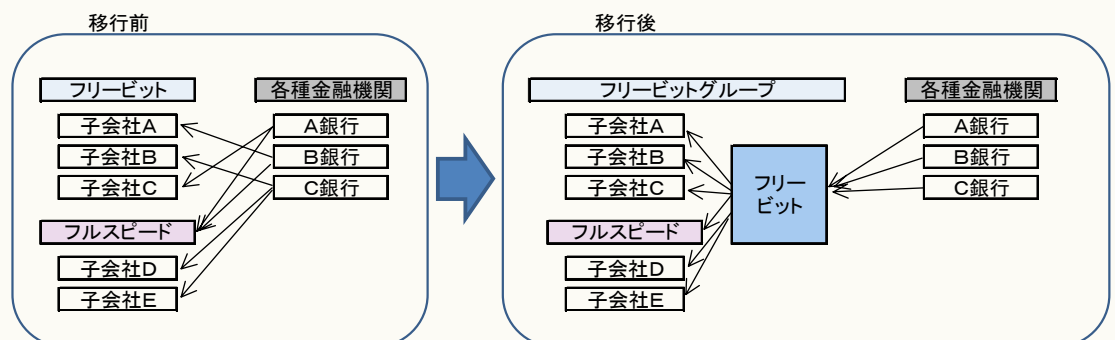 移行前
フリービット
各種金融機関
子会社A
A銀行
子会社B
B銀行
子会社C
C銀行
フルスピード
子会社D
子会社E
移行後
フリービットグループ
各種金融機関
子会社A
A銀行
子会社B
B銀行
子会社C
C銀行
フリー
ビット
フルスピード
子会社D
子会社E